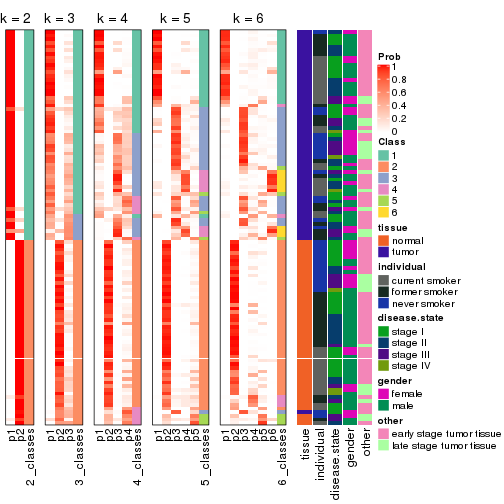 k = 2
k = 3
k = 4
k = 5
k = 6
Prob
1
0.8
0.6
0.4
0.2
0
Class
1
2
3
4
5
6
tissue
normal
tumor
individual
current smoker
former smoker
never smoker
disease.state
stage I
stage II
stage III
stage IV
gender
female
male
other
early stage tumor tissue
late stage tumor tissue
p1
p2
2_classes
p1
p2
p3
3_classes
p1
p2
p3
p4
4_classes
p1
p2
p3
p4
p5
5_classes
p1
p2
p3
p4
p5
p6
6_classes
tissue
individual
disease.state
gender
other